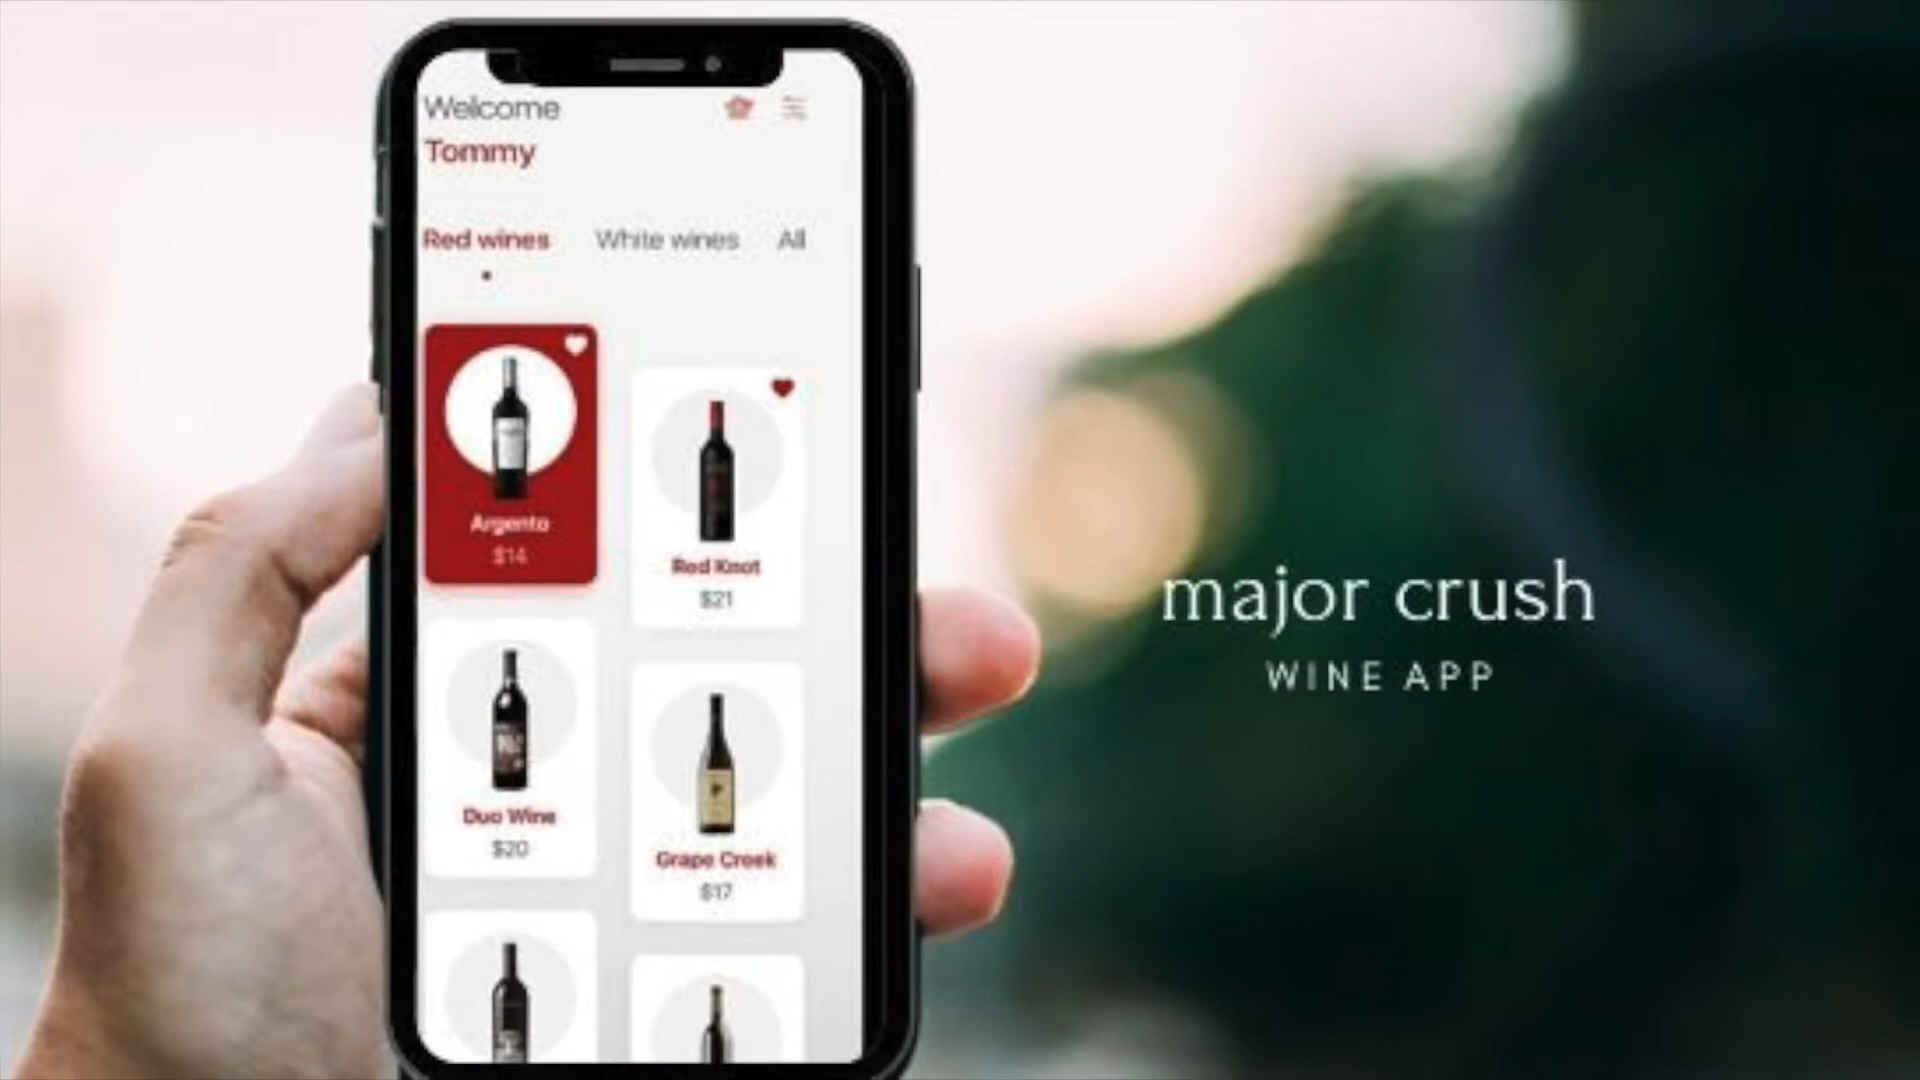 Welcome
Tommy
Red wines White wines All
Argento
$14
Red Knot
$21
Duo Wine
$20
Grape Creek
$17
major crush
WINE APP